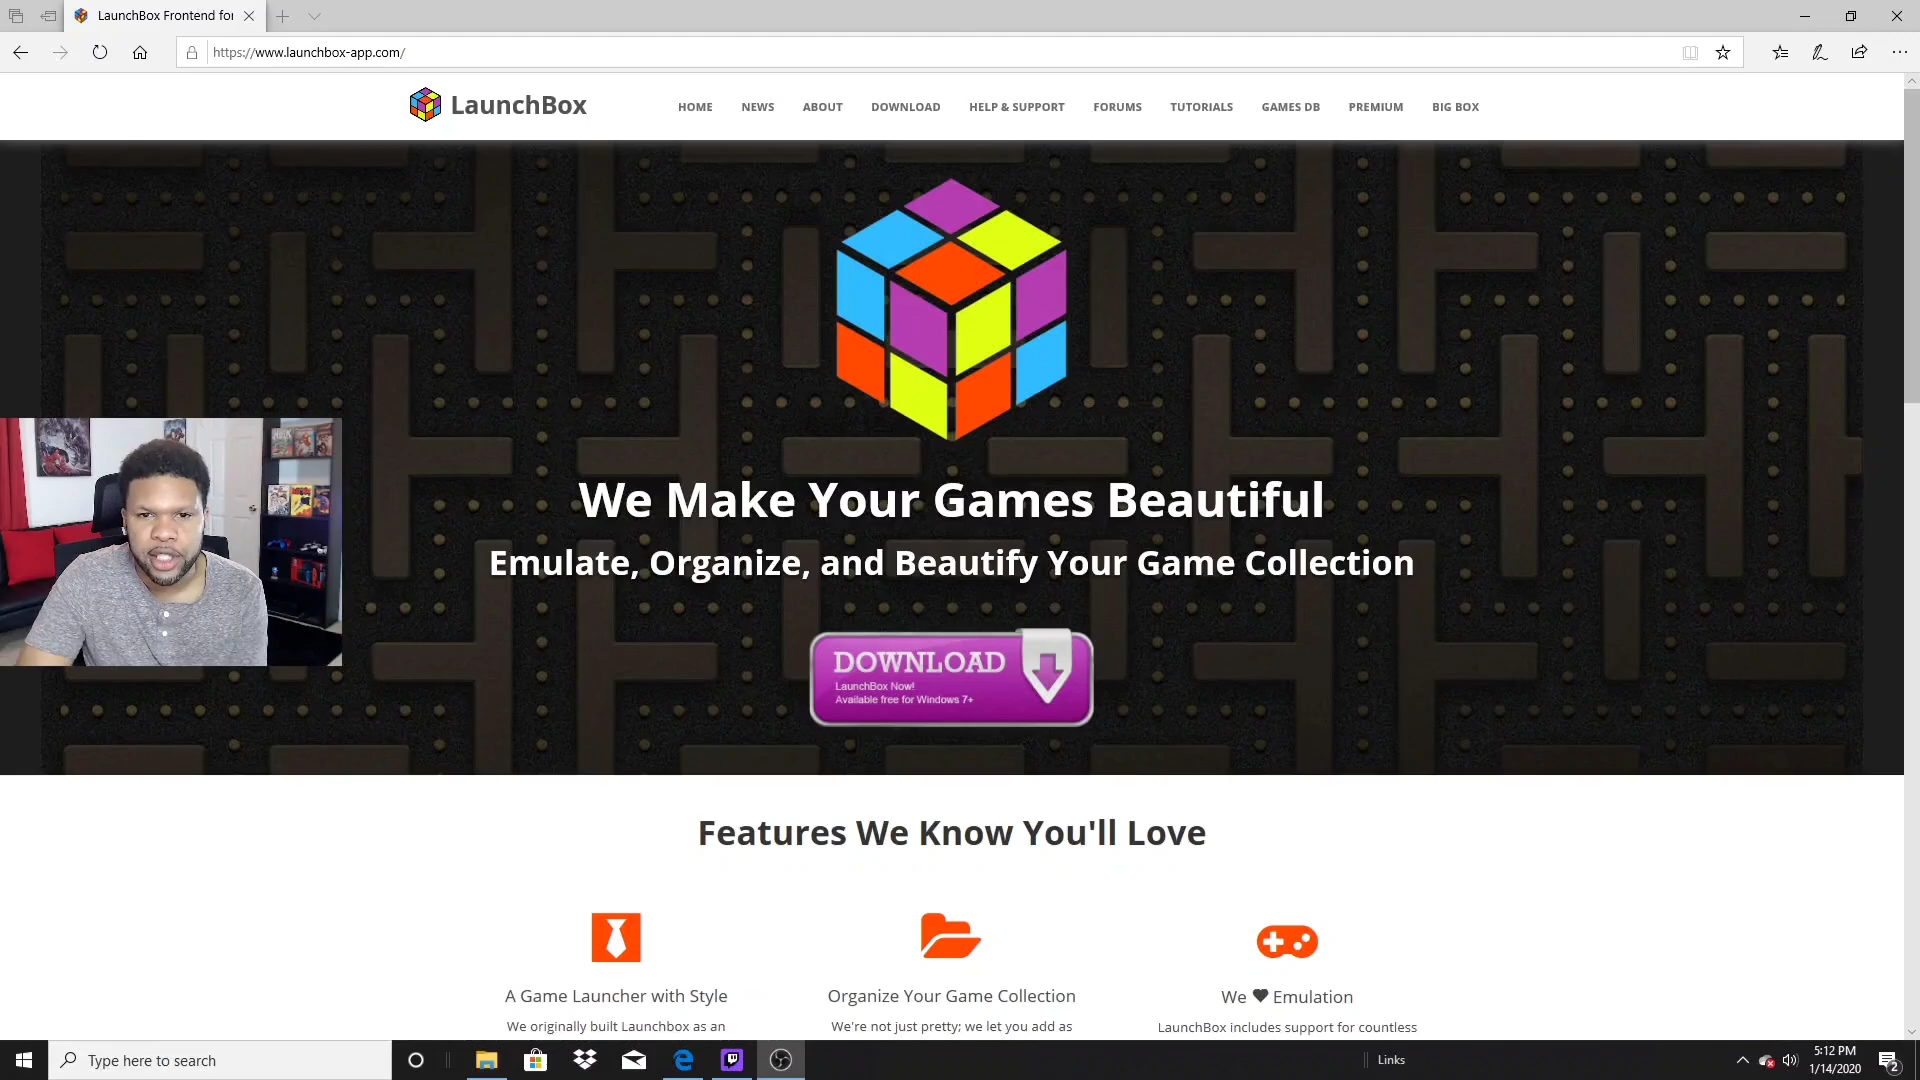 LaunchBox Frontend for
https://www.launchbox-app.com/
LaunchBox
HOME NEWS ABOUT DOWNLOAD HELP & SUPPORT FORUMS TUTORIALS GAMES DB PREMIUM BIG BOX
We Make Your Games Beautiful
Emulate, Organize, and Beautify Your Game Collection
DOWNLOAD
LaunchBox Now!
Available free for Windows 7+
Features We Know You'll Love
A Game Launcher with Style
We originally built Launchbox as an
Organize Your Game Collection
We're not just pretty; we let you add as
We ♥ Emulation
LaunchBox includes support for countless
Type here to search
Links
5:12 PM
1/14/2020
2